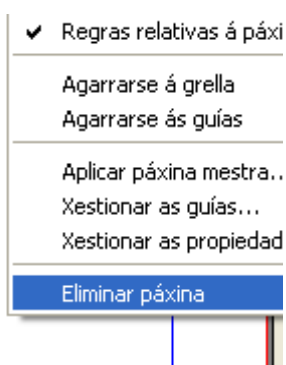 Regras relativas á páxi
Agarrarse á grella
Agarrarse ás guías
Aplicar páxina mestra..
Xestionar as guías...
Xestionar as propiedad
Eliminar páxina